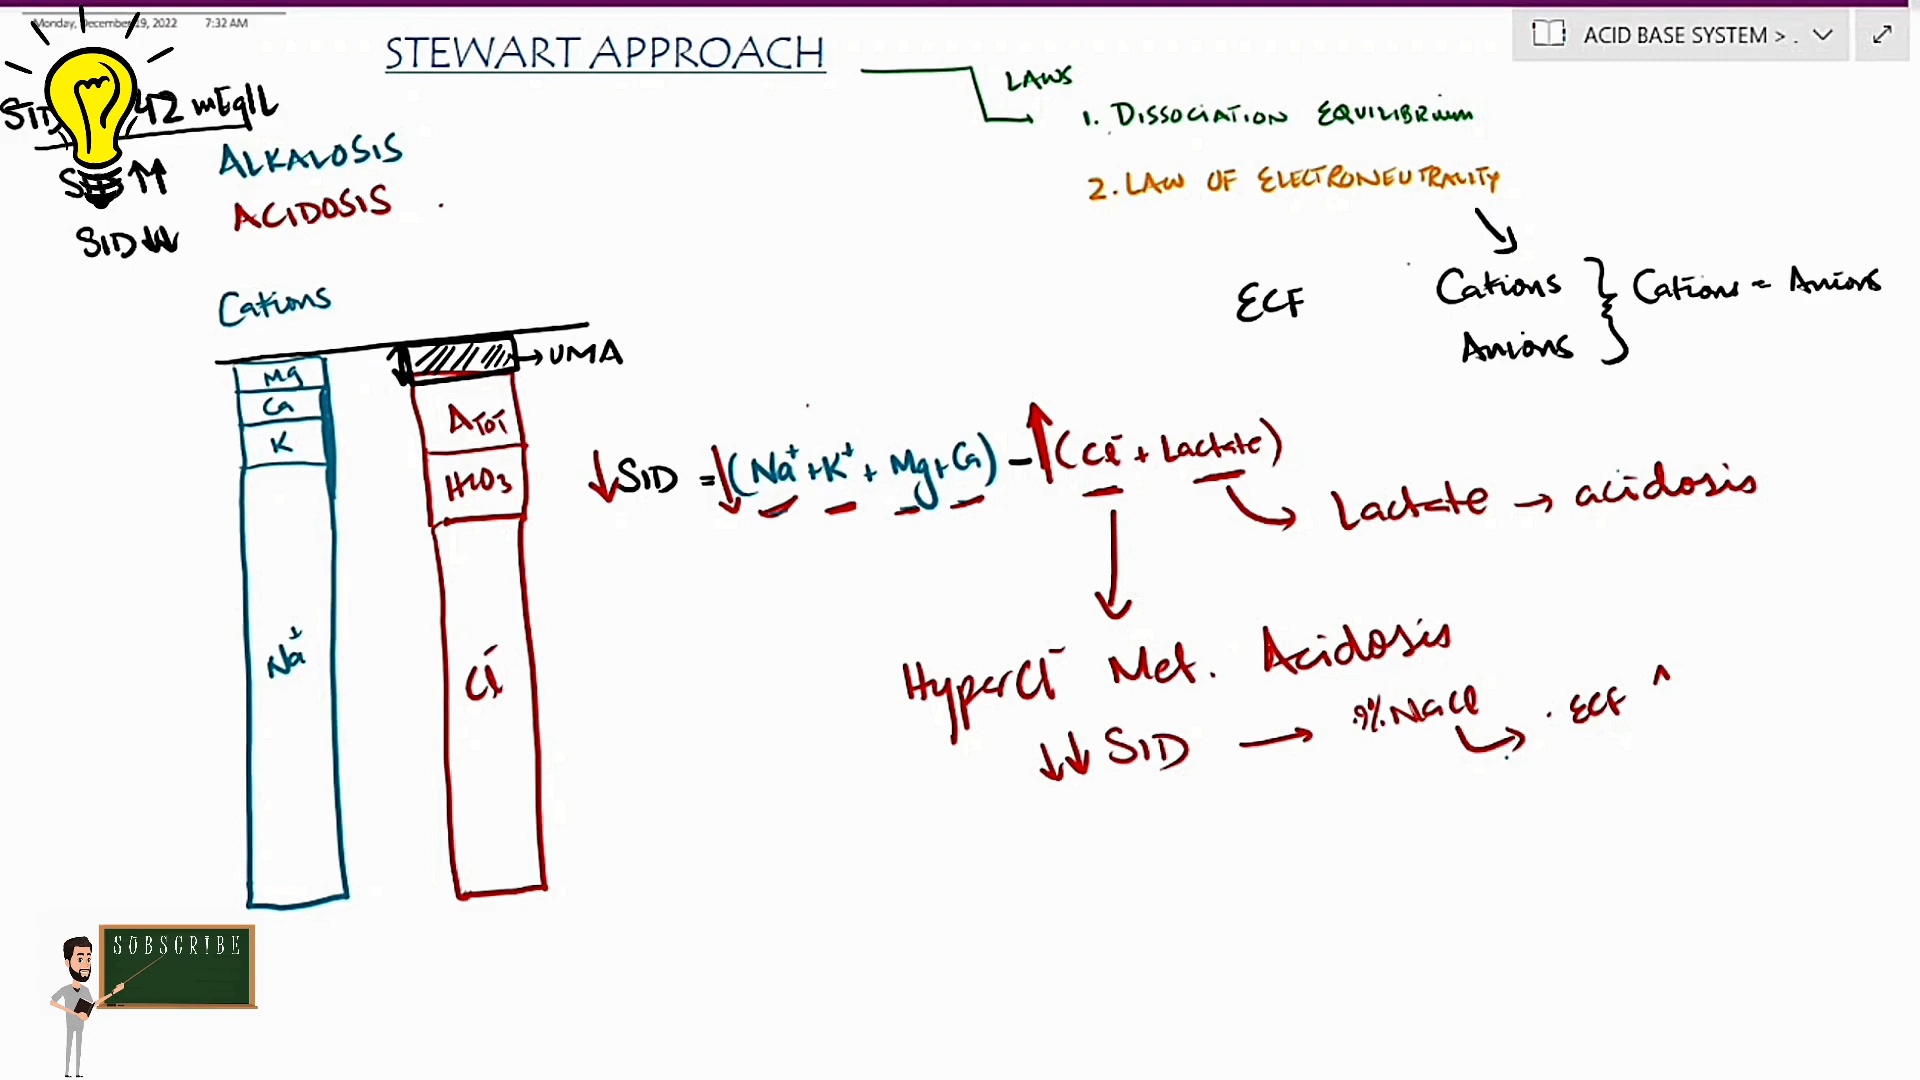 Monday, December 19, 2022 7:32 AM
ACID BASE SYSTEM > .
STEWART APPROACH
LAWS
1. DISSOCIATION EQUILIBRIUM
2. LAW OF ELECTRONEUTRALITY
42 mEq/L
ALKALOSIS
SID↓↓ ACIDOSIS
ECF
Cations
Anions
Cations = Anions
Cations
UMA
Mg
Ca
K
Na+
ATOT
HCO3
Cl-
↓SID = ↓(Na+ + K+ + Mg + Ca) - ↑(Cl- + Lactate)
Lactate → acidosis
HyperCl- Met. Acidosis
↓↓ SID → .9% NaCl
. ECF ^
SUBSCRIBE